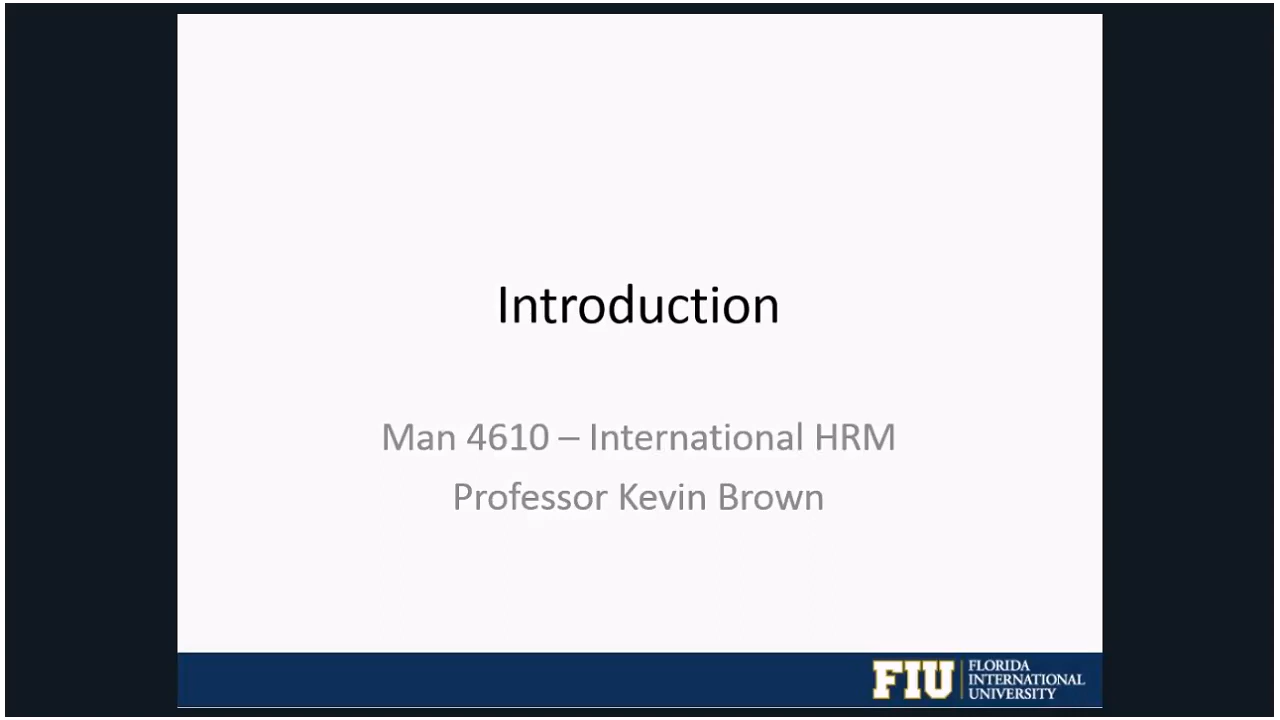 Introduction
Man 4610 – International HRM
Professor Kevin Brown
FIU
FLORIDA
INTERNATIONAL
UNIVERSITY